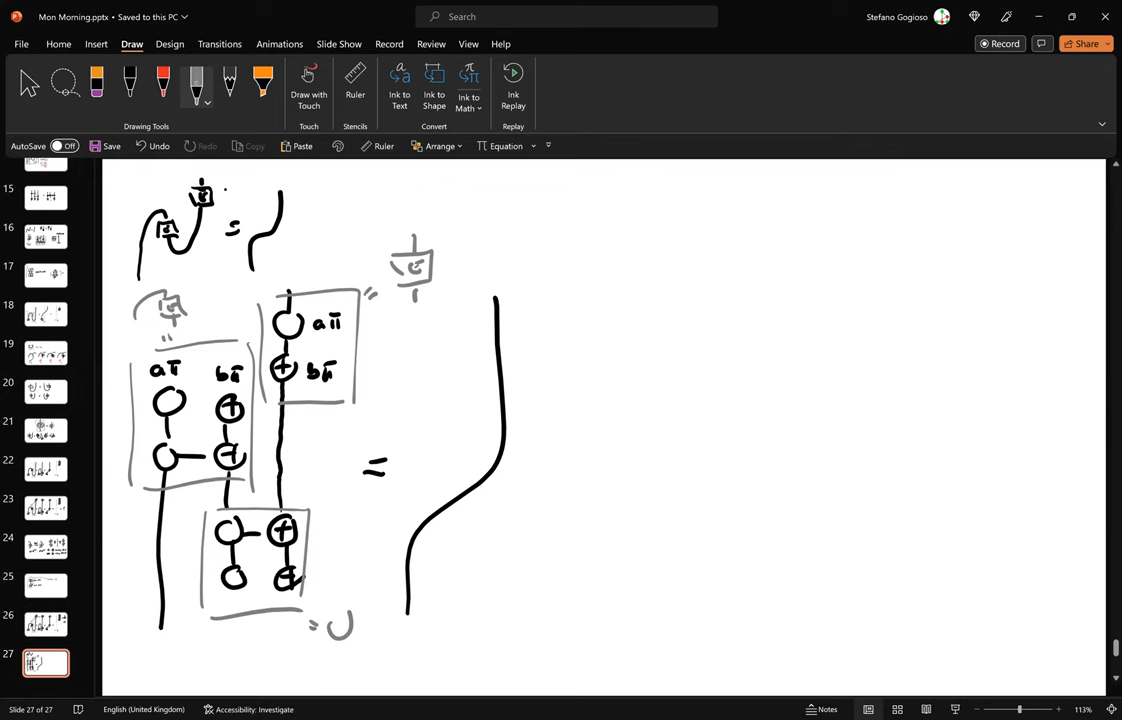 Mon Morning.pptx • Saved to this PC
Search
Stefano Gogioso
File Home Insert Draw Design Transitions Animations Slide Show Record Review View Help
Record
Share
Draw with Touch
Ruler
Ink to Text
Ink to Shape
Ink to Math
Ink Replay
Drawing Tools
Touch
Stencils
Convert
Replay
AutoSave Off Save Undo Redo Copy Paste Ruler Arrange Equation
15
16
17
18
19
20
21
22
23
24
25
26
27
=
=
aπ
bπ
aπ bπ
+
+
+
=
+
+
= U
Slide 27 of 27 English (United Kingdom) Accessibility: Investigate Notes 113%